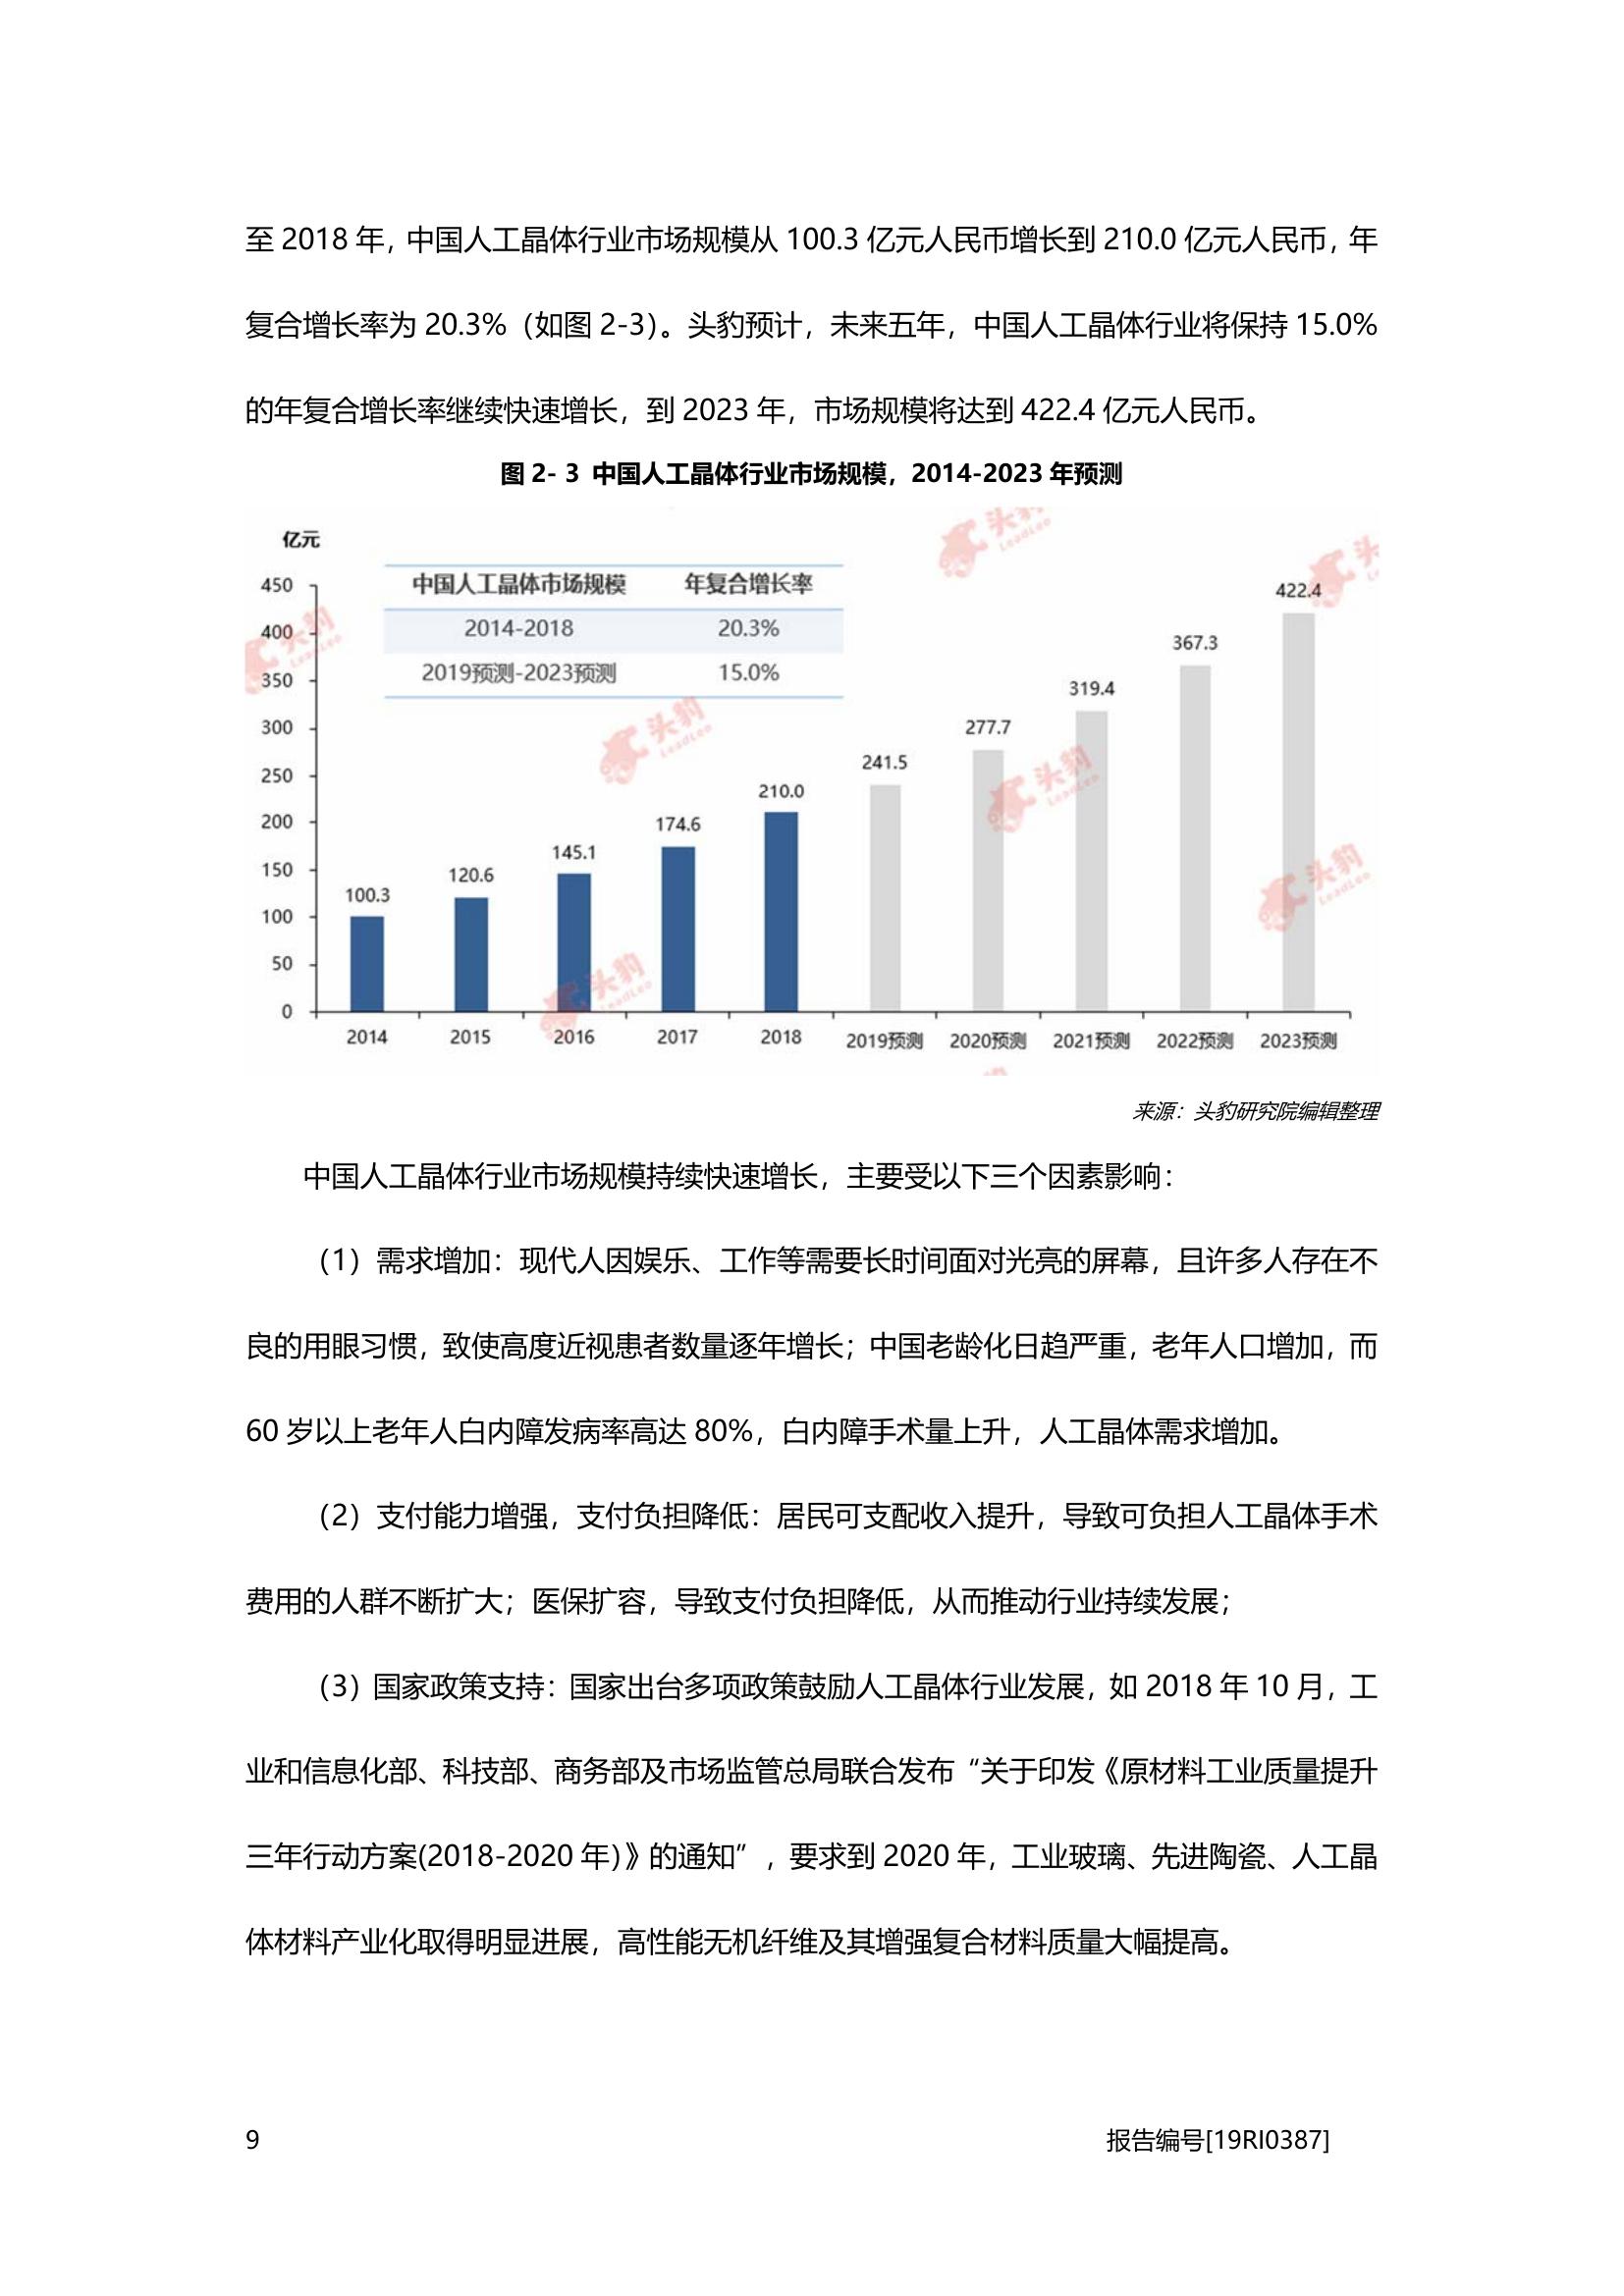 至 2018 年，中国人工晶体行业市场规模从 100.3 亿元人民币增长到 210.0 亿元人民币，年
复合增长率为 20.3%（如图 2-3）。头豹预计，未来五年，中国人工晶体行业将保持 15.0%
的年复合增长率继续快速增长，到 2023 年，市场规模将达到 422.4 亿元人民币。
图 2- 3 中国人工晶体行业市场规模，2014-2023 年预测
亿元
中国人工晶体市场规模 年复合增长率
2014-2018 20.3%
2019预测-2023预测 15.0%
450
400
350
300
250
200
150
100
50
0
100.3
120.6
145.1
174.6
210.0
241.5
277.7
319.4
367.3
422.4
2014 2015 2016 2017 2018 2019预测 2020预测 2021预测 2022预测 2023预测
头豹
LeadLeo
头豹
LeadLeo
头豹
LeadLeo
头豹
LeadLeo
头豹
LeadLeo
头豹
LeadLeo
来源：头豹研究院编辑整理
中国人工晶体行业市场规模持续快速增长，主要受以下三个因素影响：
（1）需求增加：现代人因娱乐、工作等需要长时间面对光亮的屏幕，且许多人存在不
良的用眼习惯，致使高度近视患者数量逐年增长；中国老龄化日趋严重，老年人口增加，而
60 岁以上老年人白内障发病率高达 80%，白内障手术量上升，人工晶体需求增加。
（2）支付能力增强，支付负担降低：居民可支配收入提升，导致可负担人工晶体手术
费用的人群不断扩大；医保扩容，导致支付负担降低，从而推动行业持续发展；
（3）国家政策支持：国家出台多项政策鼓励人工晶体行业发展，如 2018 年 10 月，工
业和信息化部、科技部、商务部及市场监管总局联合发布“关于印发《原材料工业质量提升
三年行动方案(2018-2020 年)》的通知”，要求到 2020 年，工业玻璃、先进陶瓷、人工晶
体材料产业化取得明显进展，高性能无机纤维及其增强复合材料质量大幅提高。
9 报告编号[19RI0387]